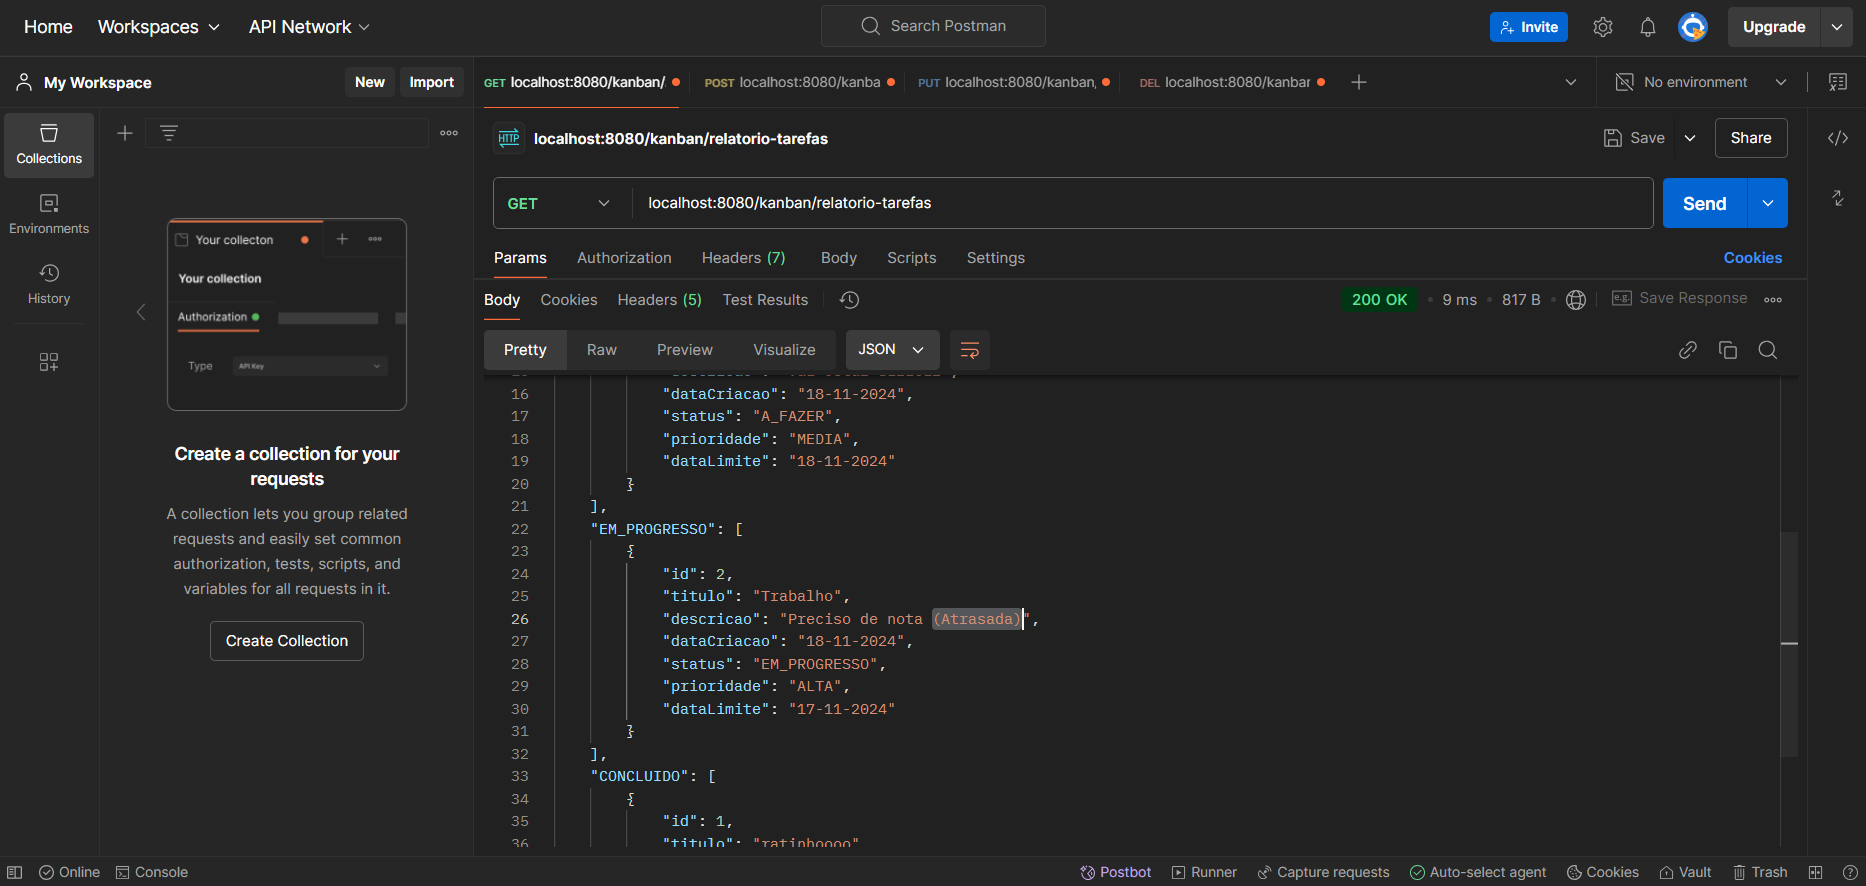 Home Workspaces API Network Search Postman Invite Upgrade
My Workspace New Import GET localhost:8080/kanban/ POST localhost:8080/kanba PUT localhost:8080/kanban, DEL localhost:8080/kanbar No environment
Collections
Environments
History
Your collecton
Your collection
Authorization
Type API Key
Create a collection for your
requests
A collection lets you group related
requests and easily set common
authorization, tests, scripts, and
variables for all requests in it.
Create Collection
HTTP localhost:8080/kanban/relatorio-tarefas Save Share
GET localhost:8080/kanban/relatorio-tarefas Send
Params Authorization Headers (7) Body Scripts Settings Cookies
Body Cookies Headers (5) Test Results 200 OK 9 ms 817 B e.g. Save Response
Pretty Raw Preview Visualize JSON
16 "dataCriacao": "18-11-2024",
17 "status": "A_FAZER",
18 "prioridade": "MEDIA",
19 "dataLimite": "18-11-2024"
20 }
21 ],
22 "EM_PROGRESSO": [
23 {
24 "id": 2,
25 "titulo": "Trabalho",
26 "descricao": "Preciso de nota (Atrasada)",
27 "dataCriacao": "18-11-2024",
28 "status": "EM_PROGRESSO",
29 "prioridade": "ALTA",
30 "dataLimite": "17-11-2024"
31 }
32 ],
33 "CONCLUIDO": [
34 {
35 "id": 1,
36 "titulo": "ratinhoooo"
Online Console Postbot Runner Capture requests Auto-select agent Cookies Vault Trash